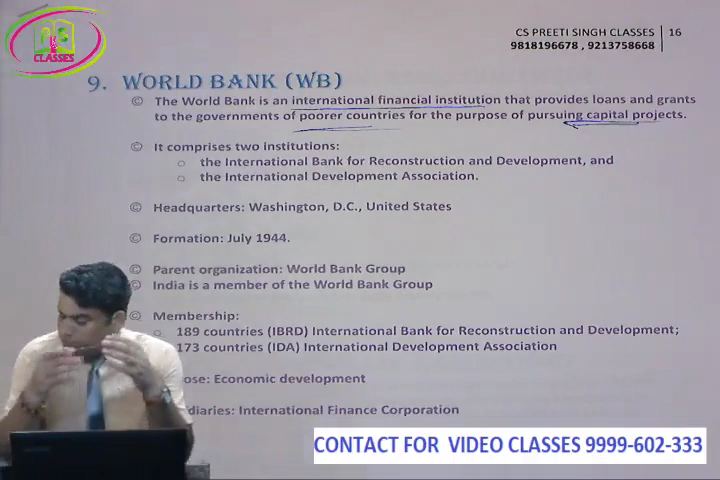 CS PREETI SINGH CLASSES | 16
9818196678 , 9213758668
CLASSES
9. WORLD BANK (WB)
© The World Bank is an international financial institution that provides loans and grants
to the governments of poorer countries for the purpose of pursuing capital projects.
© It comprises two institutions:
o the International Bank for Reconstruction and Development, and
o the International Development Association.
© Headquarters: Washington, D.C., United States
© Formation: July 1944.
© Parent organization: World Bank Group
© India is a member of the World Bank Group
© Membership:
o 189 countries (IBRD) International Bank for Reconstruction and Development;
173 countries (IDA) International Development Association
ose: Economic development
diaries: International Finance Corporation
CONTACT FOR VIDEO CLASSES 9999-602-333